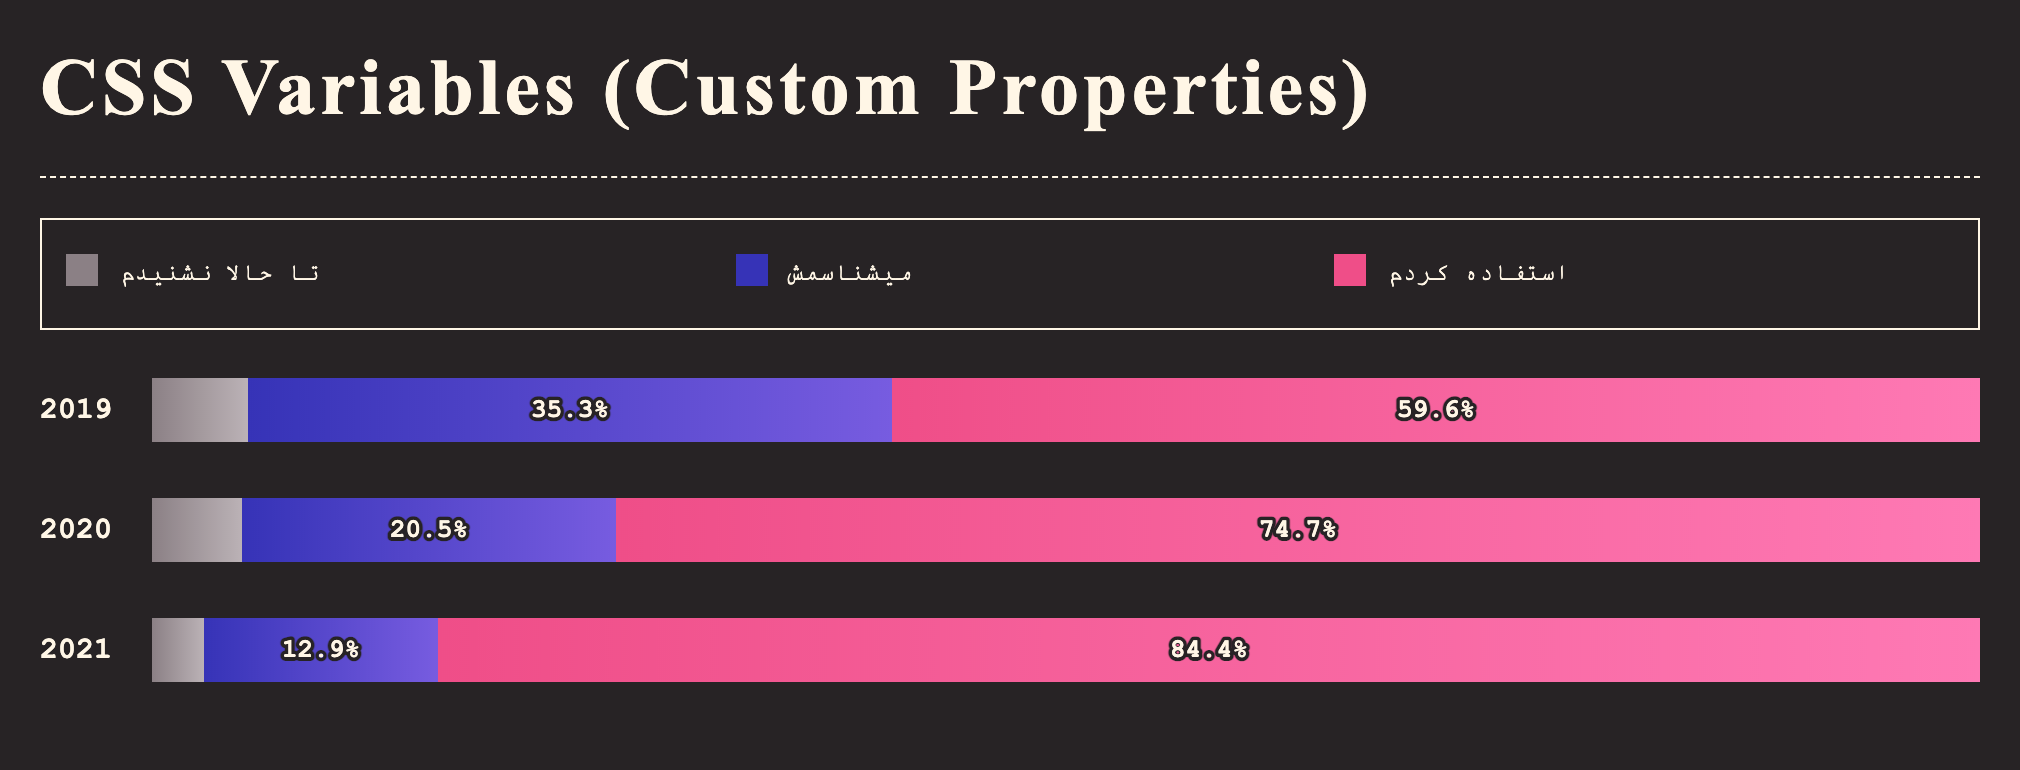 CSS Variables (Custom Properties)
تا حالا نشنیدم
میشناسمش
استفاده کردم
2019 35.3% 59.6%
2020 20.5% 74.7%
2021 12.9% 84.4%